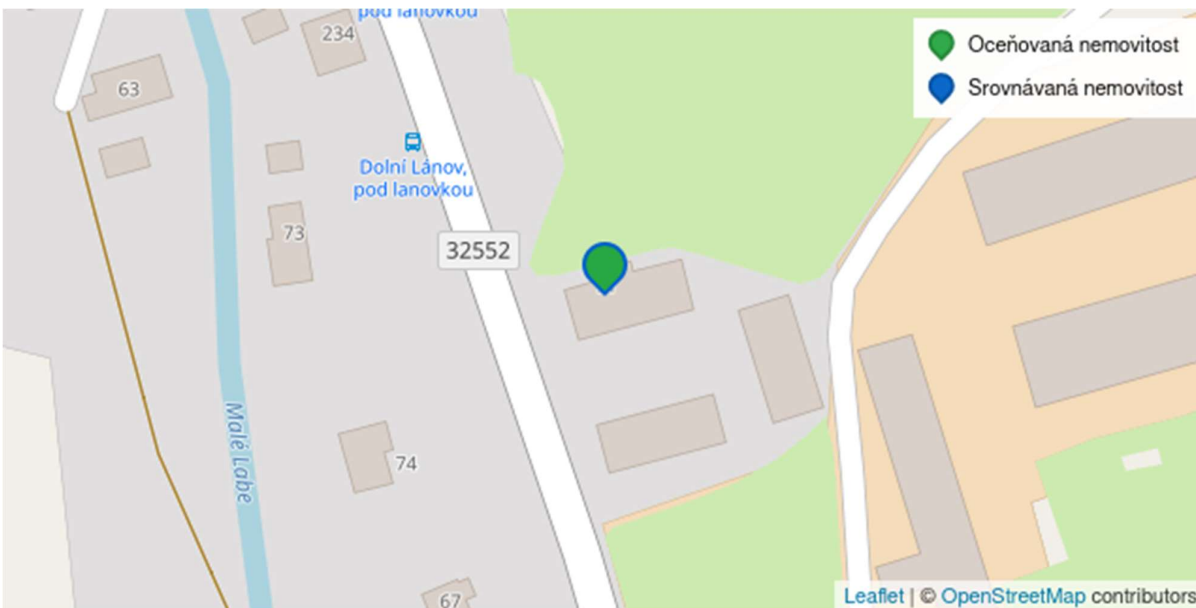 pod lanovkou
234
63
Oceňovaná nemovitost
Srovnávaná nemovitost
Dolní Lánov,
pod lanovkou
73
32552
Malé Labe
74
67
Leaflet | © OpenStreetMap contributors